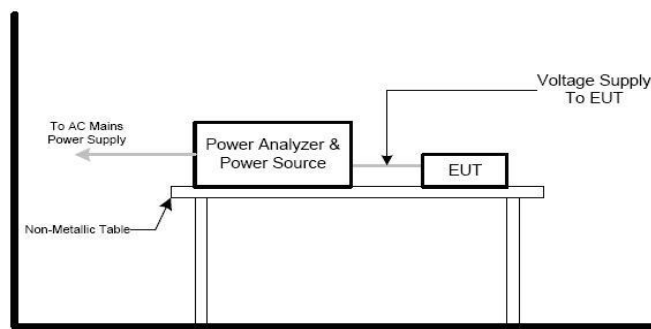 Voltage Supply
To EUT
To AC Mains
Power Supply
Power Analyzer &
Power Source
EUT
Non-Metallic Table